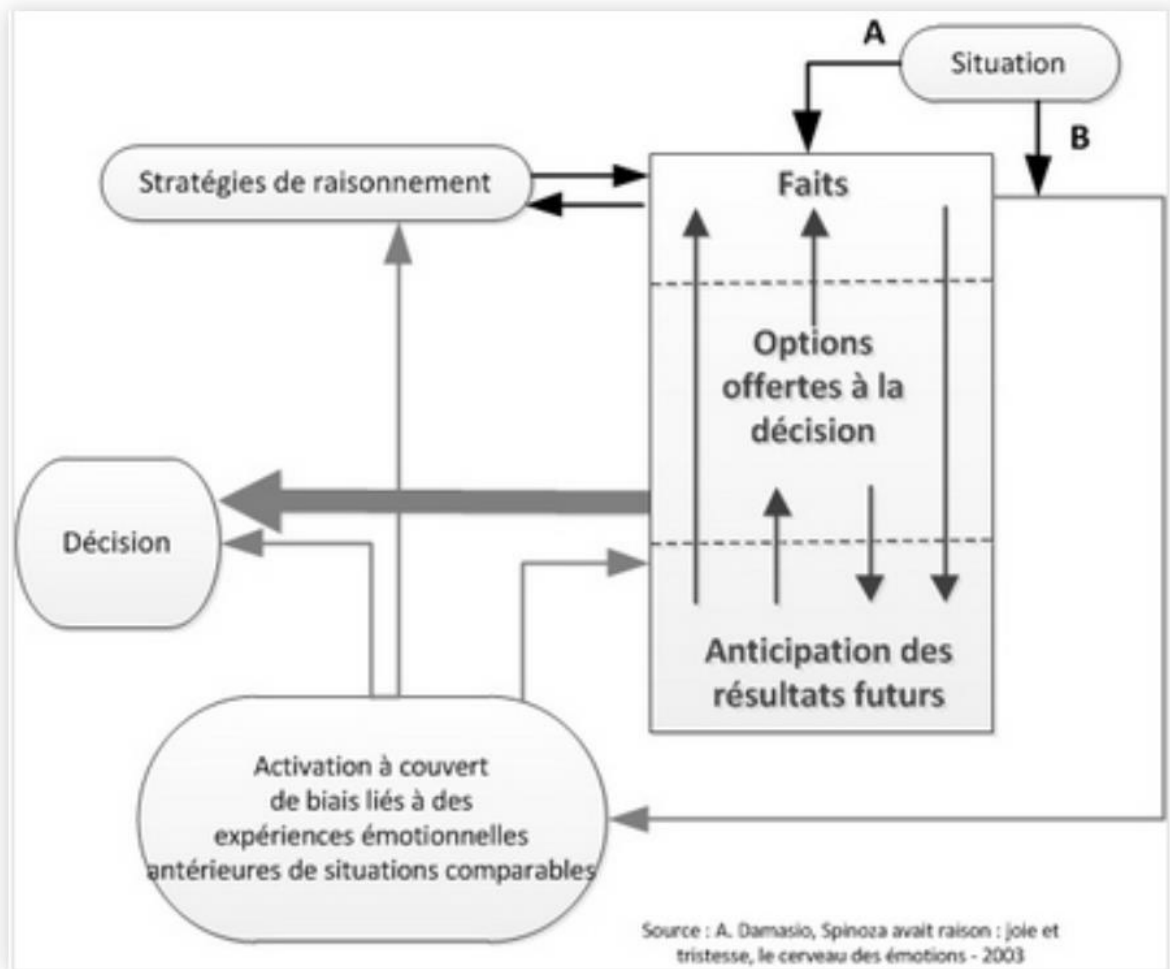 A
Situation
B
Stratégies de raisonnement
Faits
Options
offertes à la
décision
Décision
Anticipation des
résultats futurs
Activation à couvert
de biais liés à des
expériences émotionnelles
antérieures de situations comparables
Source : A. Damasio, Spinoza avait raison : joie et
tristesse, le cerveau des émotions - 2003